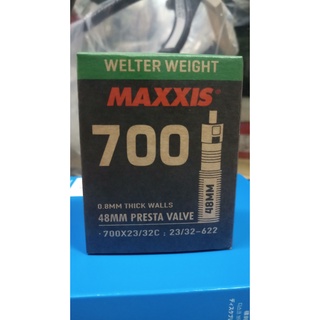 WELTER WEIGHT
MAXXIS®
700
48MM
0.8MM THICK WALLS
48MM PRESTA VALVE
-700X23/32C ; 23/32-622